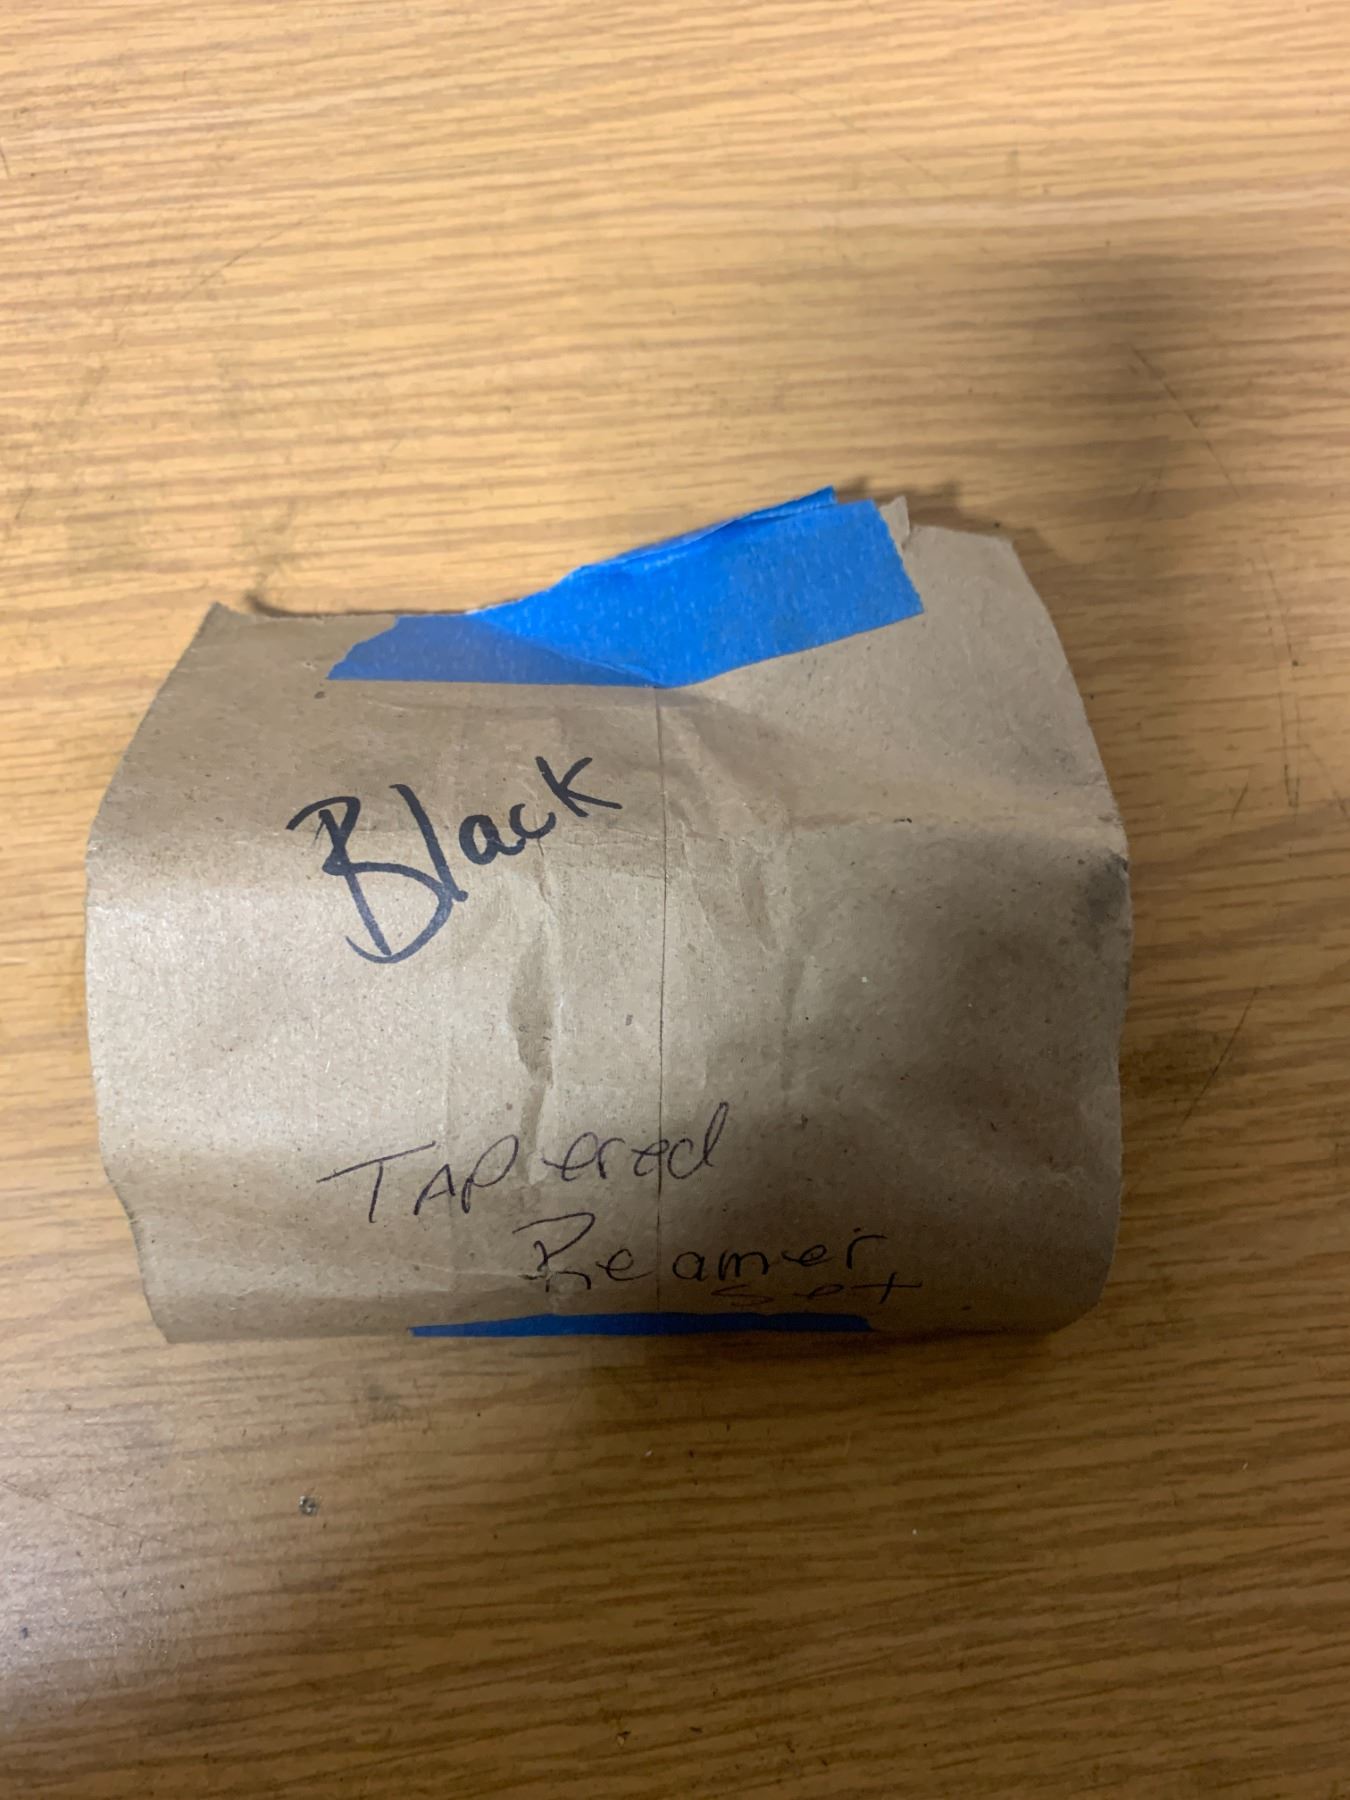 Black
TAPered
Reamer
set